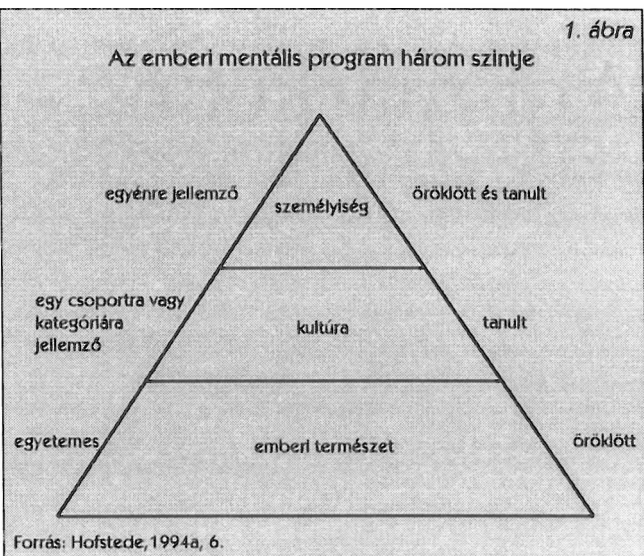 1. ábra
Az emberi mentális program három szintje
egyénre jellemző
személyiség
öröklött és tanult
egy csoportra vagy
kategóriára
jellemző
kultúra
tanult
egyetemes
emberi természet
öröklött
Forrás: Hofstede,1994a, 6.